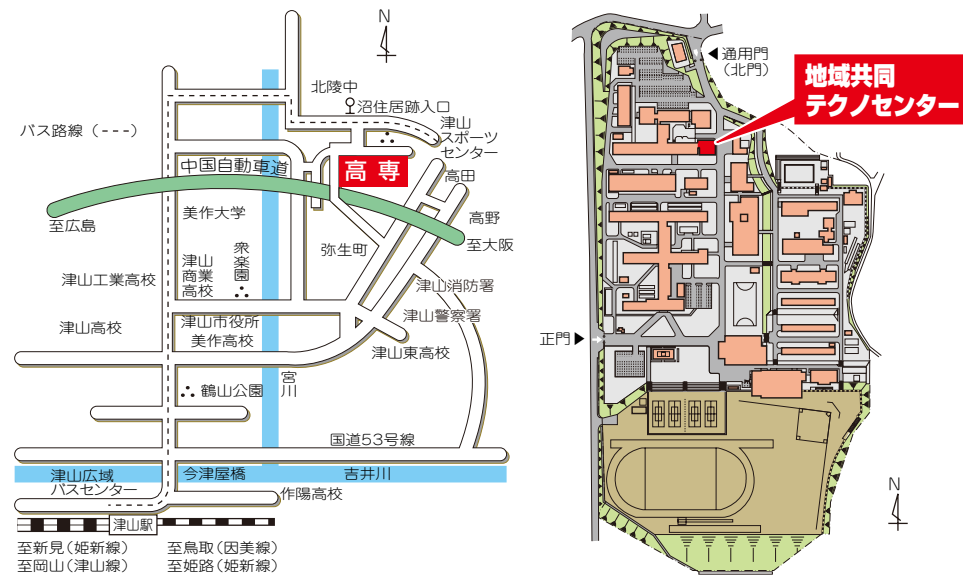 N
北陵中
沼住居跡入口
バス路線（---）
津山
スポーツ
センター
中国自動車道
高専
高田
美作大学
高野
至広島
弥生町
至大阪
衆楽園
津山
商業
高校
津山工業高校
津山消防署
津山高校
津山市役所
津山警察署
美作高校
津山東高校
鶴山公園
宮川
国道53号線
津山広域
バスセンター
今津屋橋
吉井川
作陽高校
津山駅
至新見（姫新線）
至岡山（津山線）
至鳥取（因美線）
至姫路（姫新線）
通用門
（北門）
地域共同
テクノセンター
正門
N